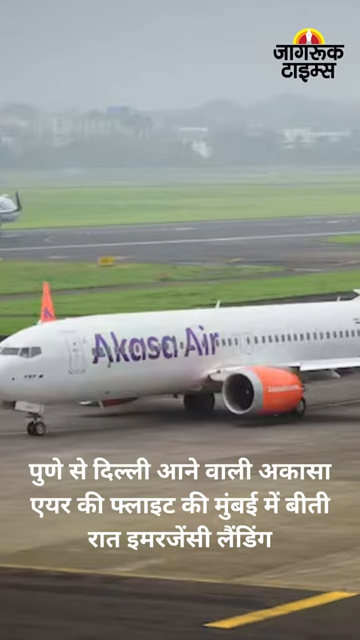 जागरूक
टाइम्स
Akasa Air
पुणे से दिल्ली आने वाली अकासा
एयर की फ्लाइट की मुंबई में बीती
रात इमरजेंसी लैंडिंग